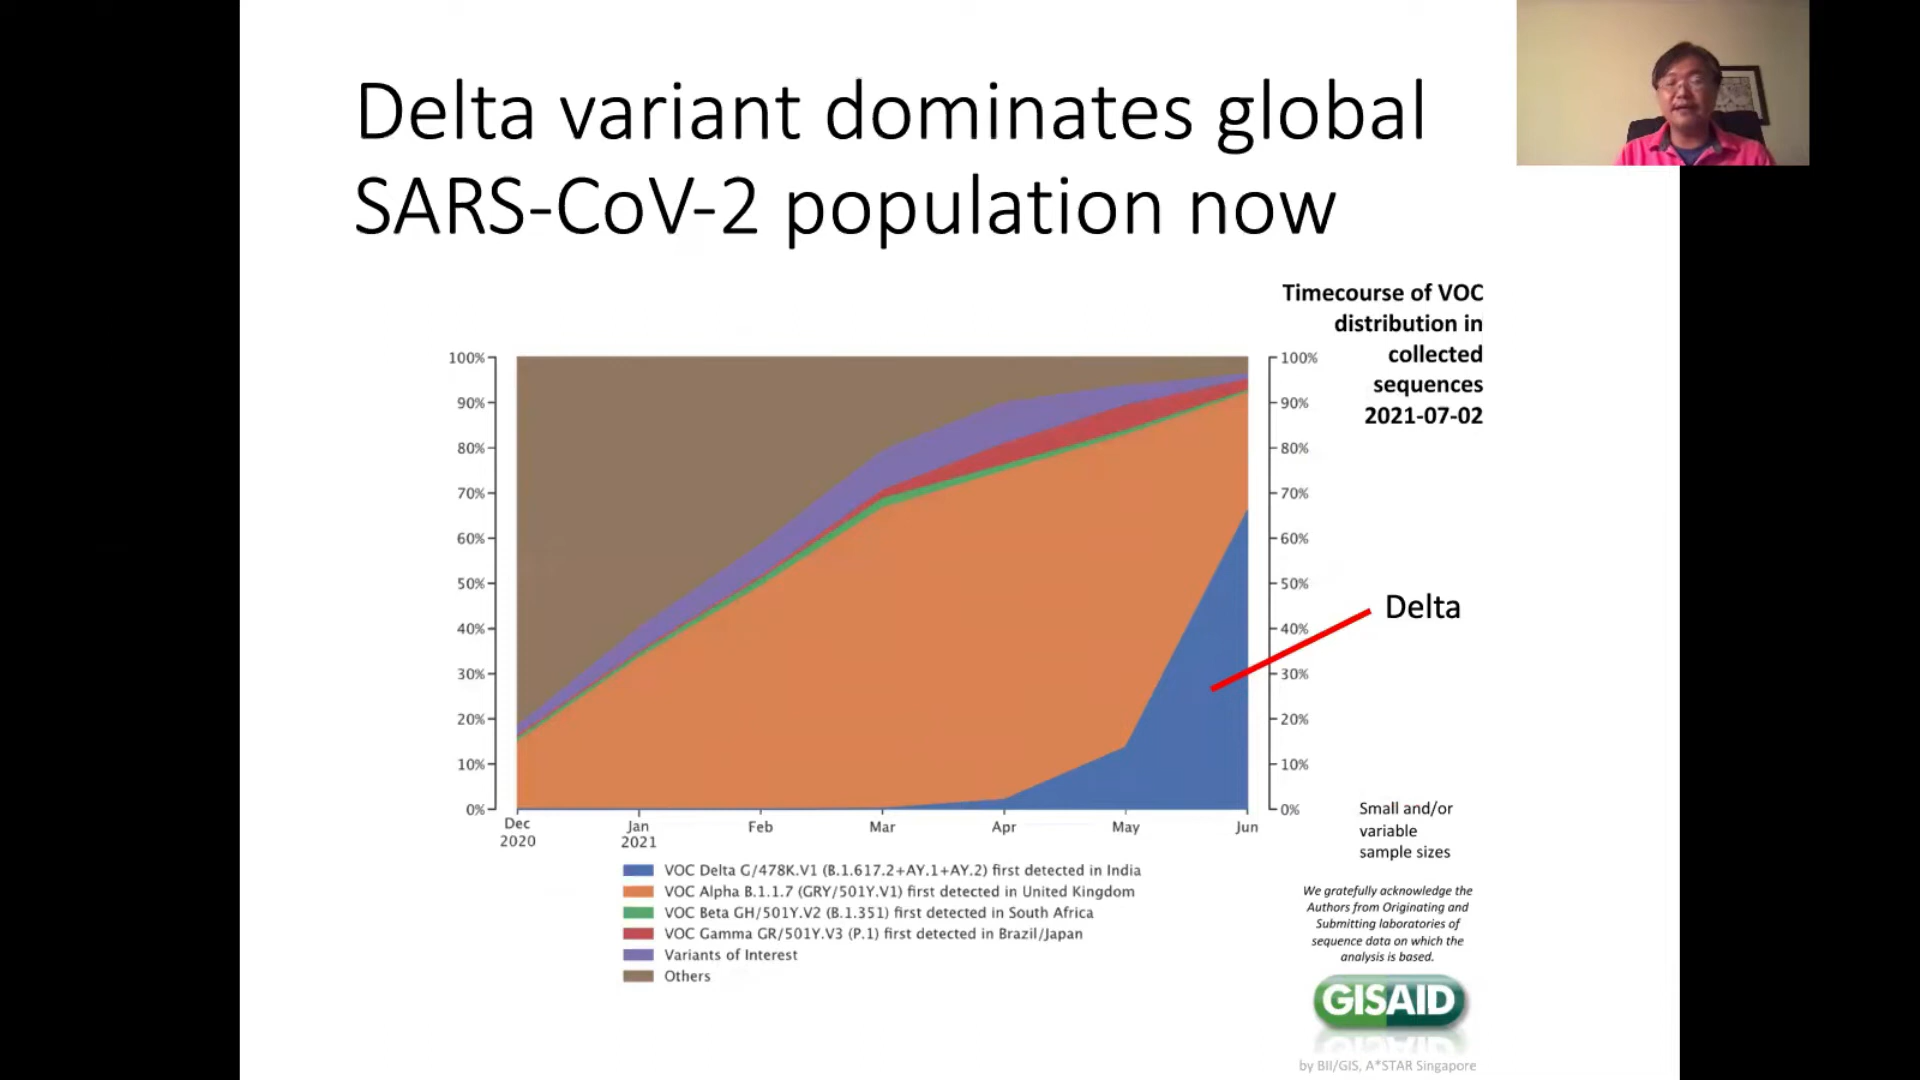 Delta variant dominates global
SARS-CoV-2 population now
Timecourse of VOC
distribution in
collected
sequences
2021-07-02
100%
90%
80%
70%
60%
50%
40%
30%
20%
10%
0%
100%
90%
80%
70%
60%
50%
40%
30%
20%
10%
0%
Delta
Dec
2020
Jan
2021
Feb
Mar
Apr
May
Jun
Small and/or
variable
sample sizes
VOC Delta G/478K.V1 (B.1.617.2+AY.1+AY.2) first detected in India
VOC Alpha B.1.1.7 (GRY/501Y.V1) first detected in United Kingdom
VOC Beta GH/501Y.V2 (B.1.351) first detected in South Africa
VOC Gamma GR/501Y.V3 (P.1) first detected in Brazil/Japan
Variants of Interest
Others
We gratefully acknowledge the
Authors from Originating and
Submitting laboratories of
sequence data on which the
analysis is based.
GISAID
by BII/GIS, A*STAR Singapore